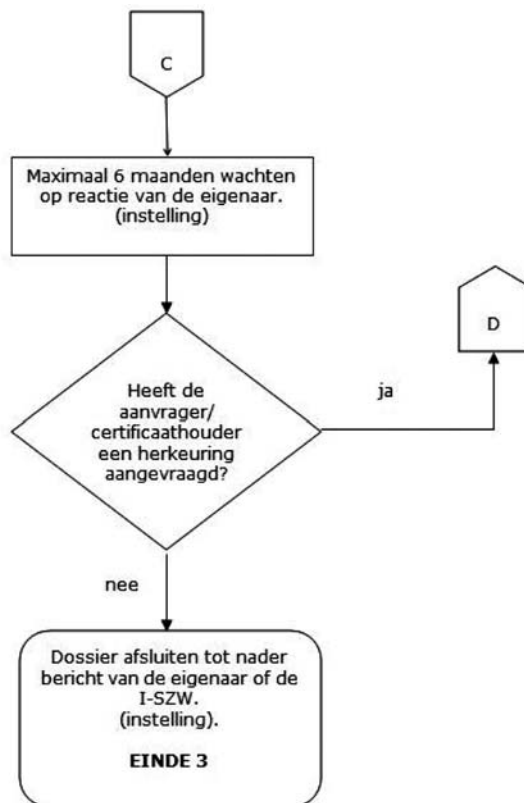 C
Maximaal 6 maanden wachten
op reactie van de eigenaar.
(instelling)
D
Heeft de
aanvrager/
certificaathouder
een herkeuring
aangevraagd?
ja
nee
Dossier afsluiten tot nader
bericht van de eigenaar of de
I-SZW.
(instelling).
EINDE 3